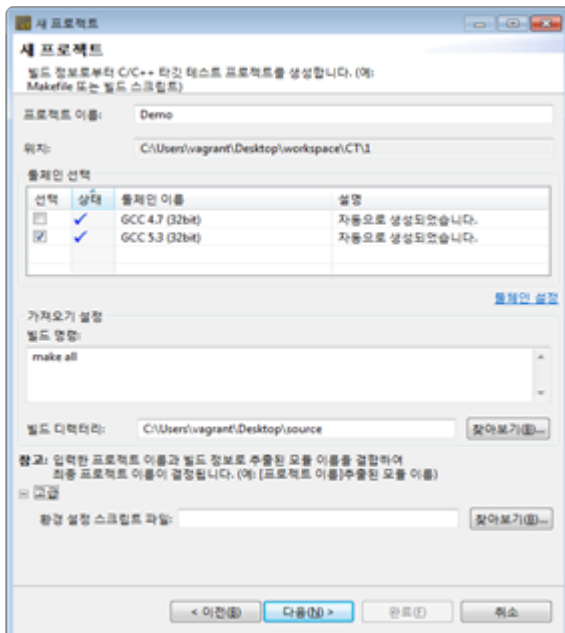 새 프로젝트
새 프로젝트
빌드 정보로부터 C/C++ 타깃 테스트 프로젝트를 생성합니다. (예:
Makefile 또는 빌드 스크립트)
프로젝트 이름: Demo
위치: C:\Users\vagrant\Desktop\workspace\CT\1
툴체인 선택
선택 상태 툴체인 이름 설명
GCC 4.7 (32bit) 자동으로 생성되었습니다.
GCC 5.3 (32bit) 자동으로 생성되었습니다.
툴체인 설정
가져오기 설정
빌드 명령:
make all
빌드 디렉터리: C:\Users\vagrant\Desktop\source 찾아보기(B)...
참고: 입력한 프로젝트 이름과 빌드 정보로 추출된 모듈 이름을 결합하여
최종 프로젝트 이름이 결정됩니다. (예: [프로젝트 이름]추출된 모듈 이름)
고급
환경 설정 스크립트 파일: 찾아보기(B)...
< 이전(B) 다음(N) > 완료(F) 취소